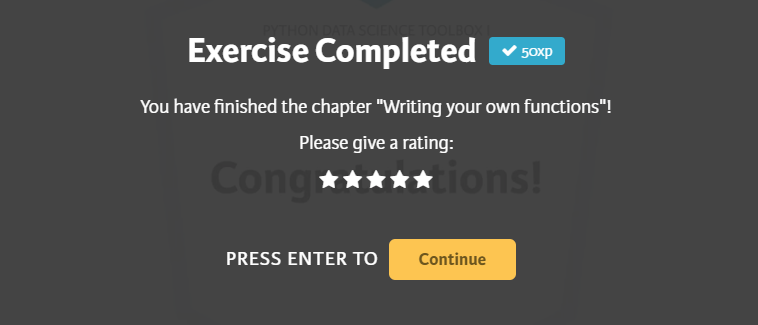 PYTHON DATA SCIENCE TOOLBOX I
Exercise Completed 50xp
You have finished the chapter "Writing your own functions"!
Please give a rating:
Congratulations!
PRESS ENTER TO Continue